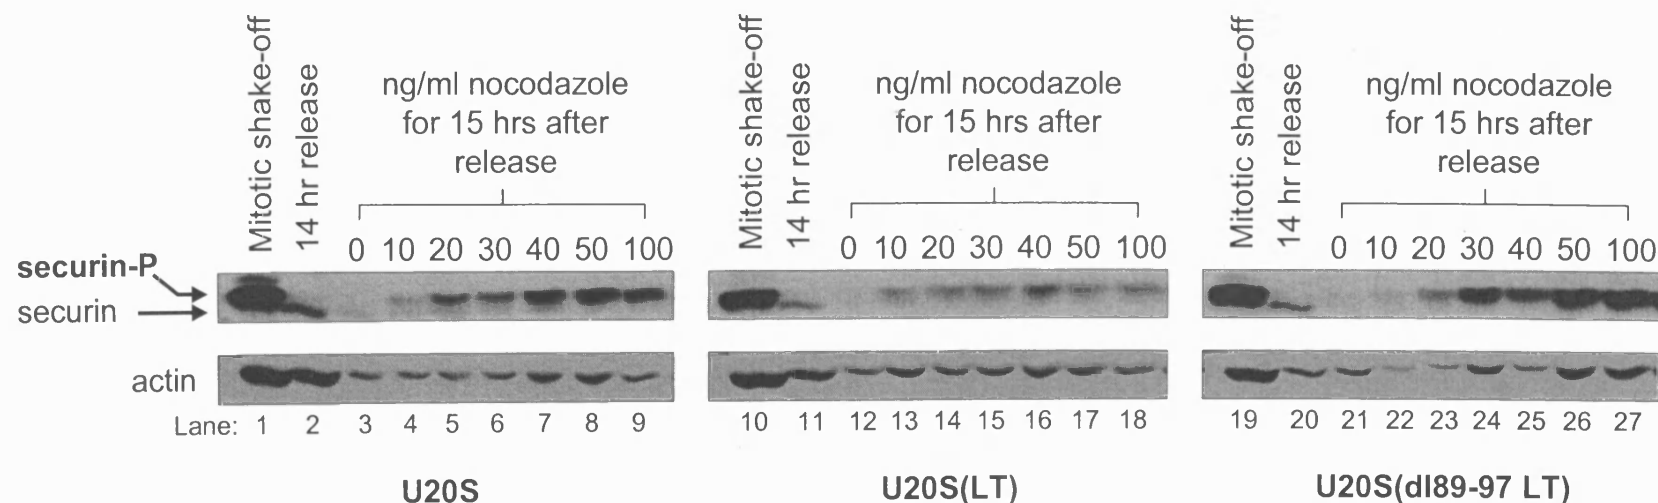 Mitotic shake-off
14 hr release
ng/ml nocodazole
for 15 hrs after
release
0 10 20 30 40 50 100
Mitotic shake-off
14 hr release
ng/ml nocodazole
for 15 hrs after
release
0 10 20 30 40 50 100
Mitotic shake-off
14 hr release
ng/ml nocodazole
for 15 hrs after
release
0 10 20 30 40 50 100
securin-P
securin
actin
Lane: 1 2 3 4 5 6 7 8 9
10 11 12 13 14 15 16 17 18
19 20 21 22 23 24 25 26 27
U20S
U20S(LT)
U20S(dl89-97 LT)